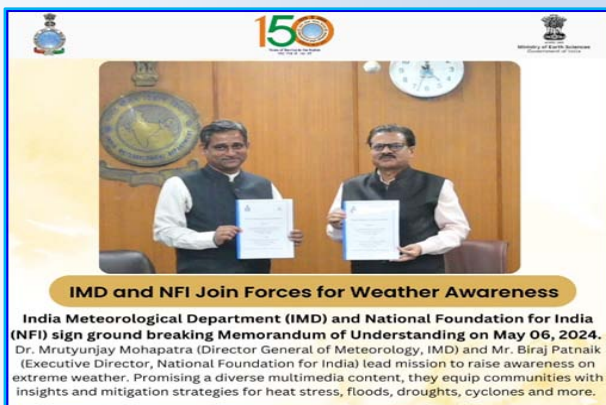 150
Ministry of Earth Sciences
Government of India
IMD and NFI Join Forces for Weather Awareness
India Meteorological Department (IMD) and National Foundation for India
(NFI) sign ground breaking Memorandum of Understanding on May 06, 2024.
Dr. Mrutyunjay Mohapatra (Director General of Meteorology, IMD) and Mr. Biraj Patnaik
(Executive Director, National Foundation for India) lead mission to raise awareness on
extreme weather. Promising a diverse multimedia content, they equip communities with
insights and mitigation strategies for heat stress, floods, droughts, cyclones and more.